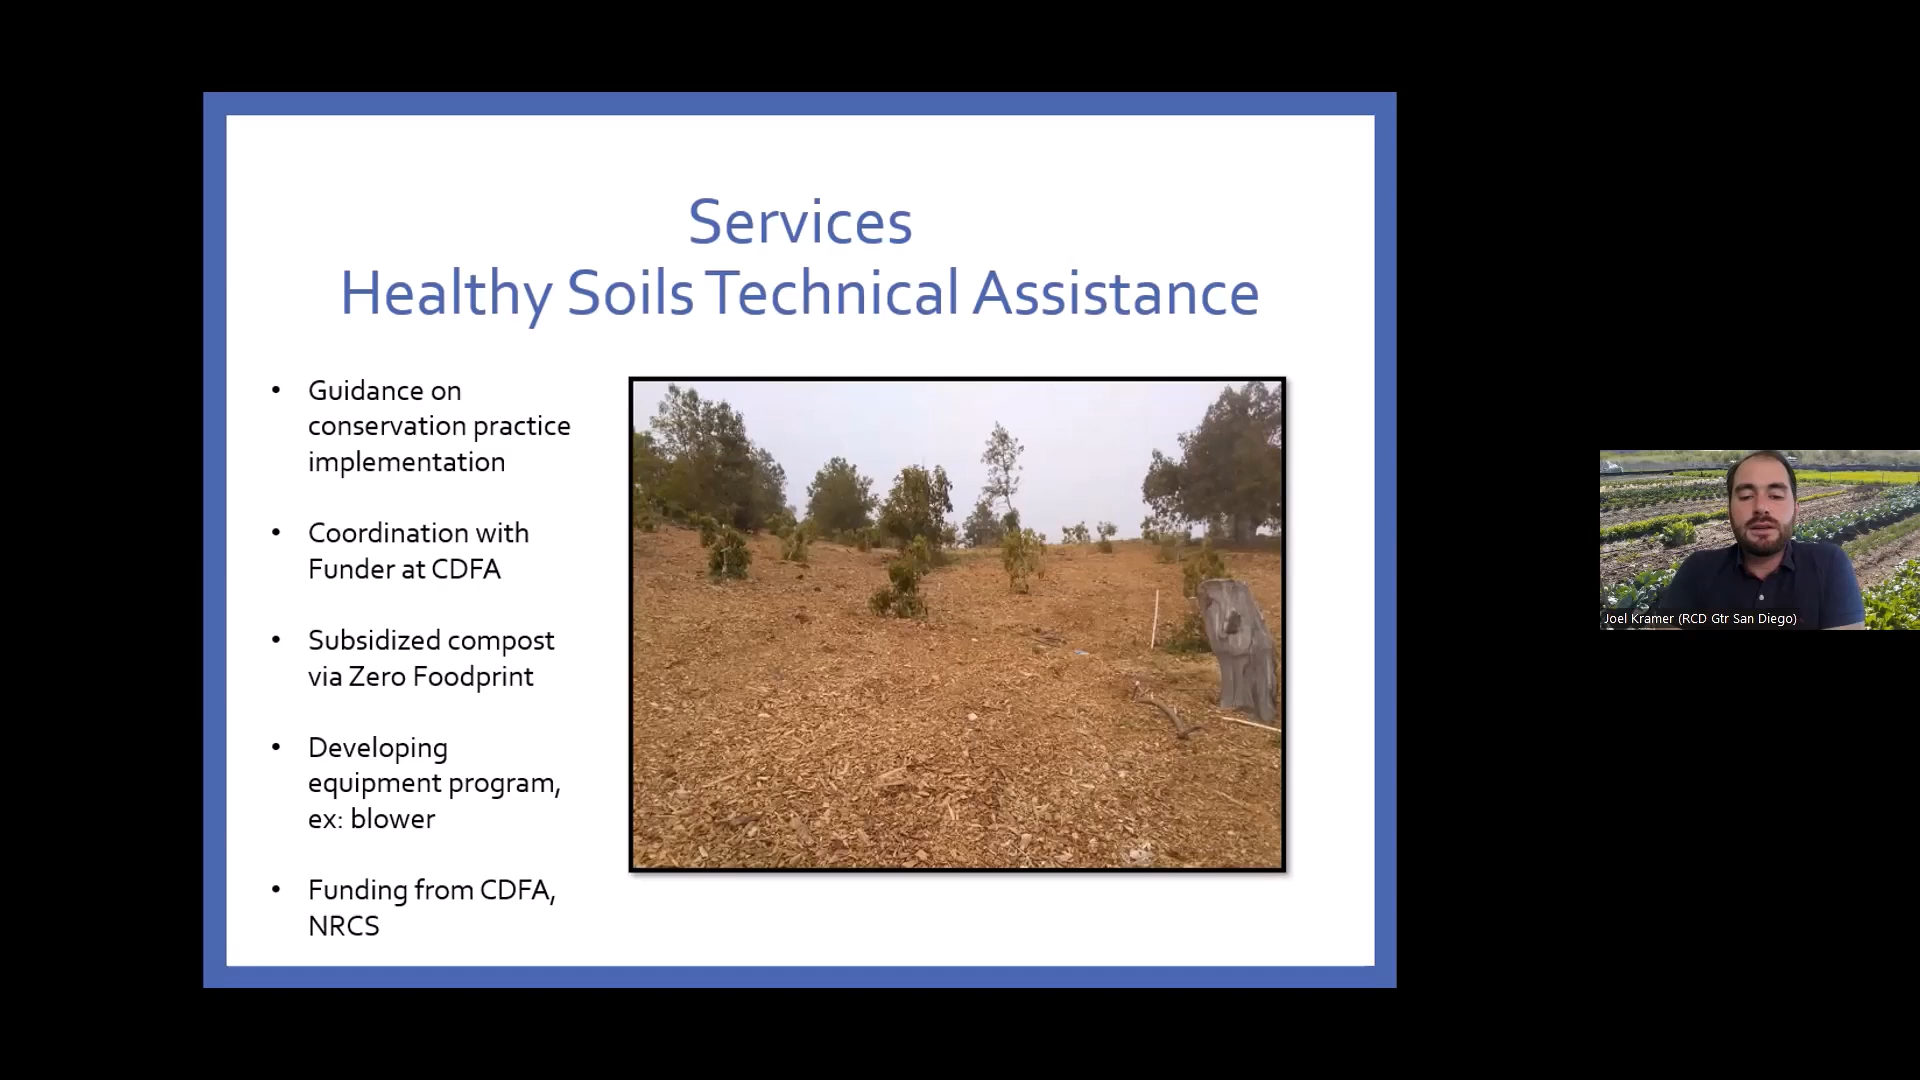 Services
Healthy Soils Technical Assistance
• Guidance on
conservation practice
implementation
• Coordination with
Funder at CDFA
• Subsidized compost
via Zero Foodprint
• Developing
equipment program,
ex: blower
• Funding from CDFA,
NRCS
Joel Kramer (RCD Gtr San Diego)